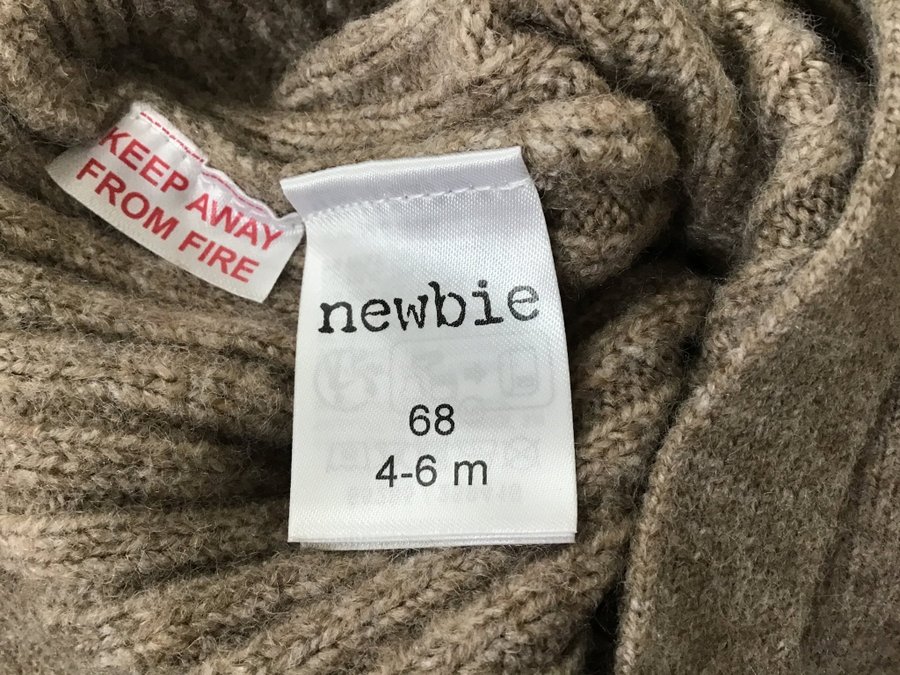 KEEP AWAY
FROM FIRE
newbie
68
4-6 m